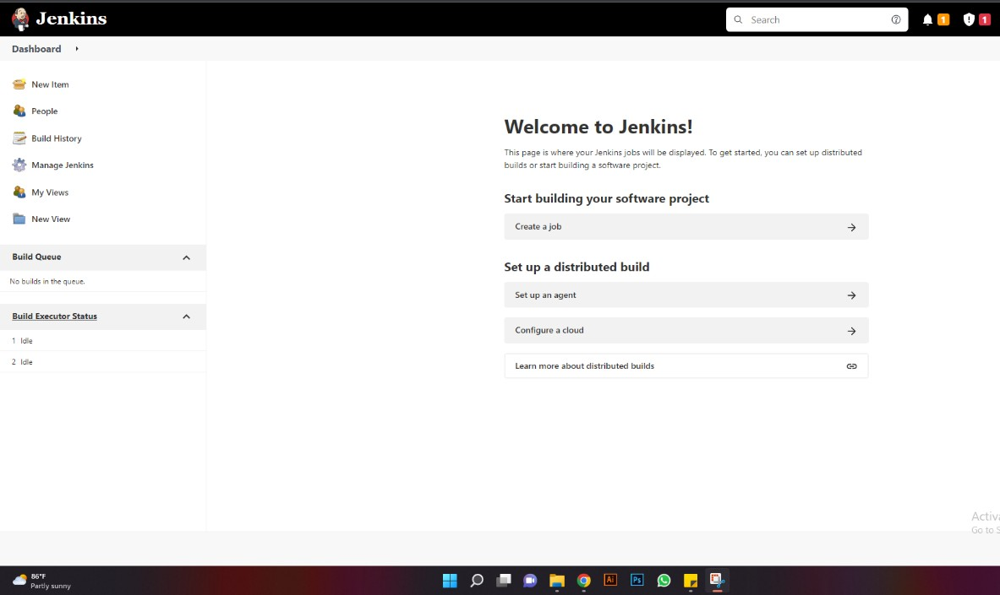 Jenkins
Search
1
1
Dashboard
New Item
People
Build History
Manage Jenkins
My Views
New View
Build Queue
No builds in the queue.
Build Executor Status
1 Idle
2 Idle
Welcome to Jenkins!
This page is where your Jenkins jobs will be displayed. To get started, you can set up distributed
builds or start building a software project.
Start building your software project
Create a job
Set up a distributed build
Set up an agent
Configure a cloud
Learn more about distributed builds
Activa
Go to S
86°F
Partly sunny
Ai
Ps